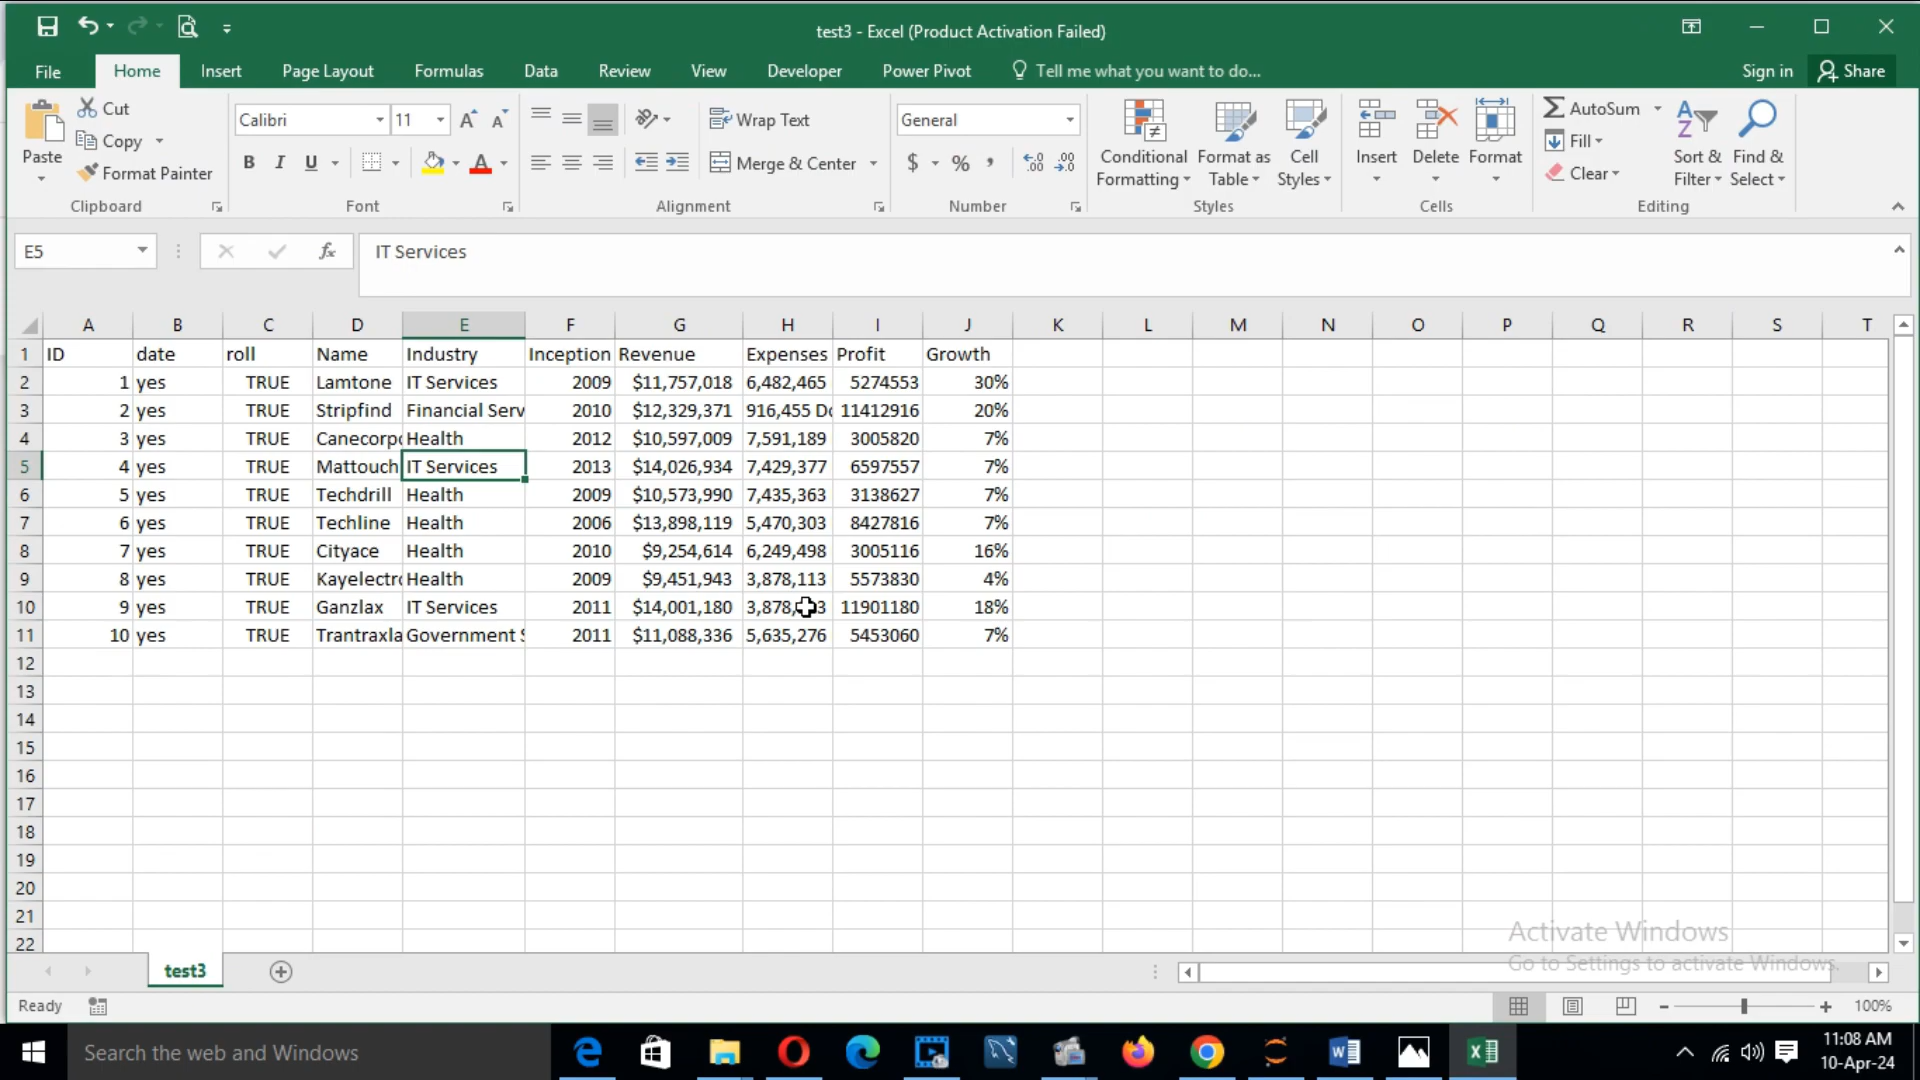 test3 - Excel (Product Activation Failed)
File Home Insert Page Layout Formulas Data Review View Developer Power Pivot Tell me what you want to do... Sign in Share
Paste
Cut
Copy
Format Painter
Clipboard
Calibri 11
B I U
Font
Wrap Text
Merge & Center
Alignment
General
$ % ,
Number
Conditional Formatting
Format as Table
Cell Styles
Styles
Insert Delete Format
Cells
AutoSum
Fill
Clear
Sort & Filter
Find & Select
Editing
E5 fx IT Services
A B C D E F G H I J K L M N O P Q R S T
1 ID date roll Name Industry Inception Revenue Expenses Profit Growth
2 1 yes TRUE Lamtone IT Services 2009 $11,757,018 6,482,465 5274553 30%
3 2 yes TRUE Stripfind Financial Serv 2010 $12,329,371 916,455 Do 11412916 20%
4 3 yes TRUE Canecorpo Health 2012 $10,597,009 7,591,189 3005820 7%
5 4 yes TRUE Mattouch IT Services 2013 $14,026,934 7,429,377 6597557 7%
6 5 yes TRUE Techdrill Health 2009 $10,573,990 7,435,363 3138627 7%
7 6 yes TRUE Techline Health 2006 $13,898,119 5,470,303 8427816 7%
8 7 yes TRUE Cityace Health 2010 $9,254,614 6,249,498 3005116 16%
9 8 yes TRUE Kayelectro Health 2009 $9,451,943 3,878,113 5573830 4%
10 9 yes TRUE Ganzlax IT Services 2011 $14,001,180 11901180 18%
11 10 yes TRUE Trantraxla Government S 2011 $11,088,336 5,635,276 5453060 7%
12
13
14
15
16
17
18
19
20
21
22
Activate Windows
Go to Settings to activate Windows.
test3
Ready 100%
Search the web and Windows
11:08 AM
10-Apr-24